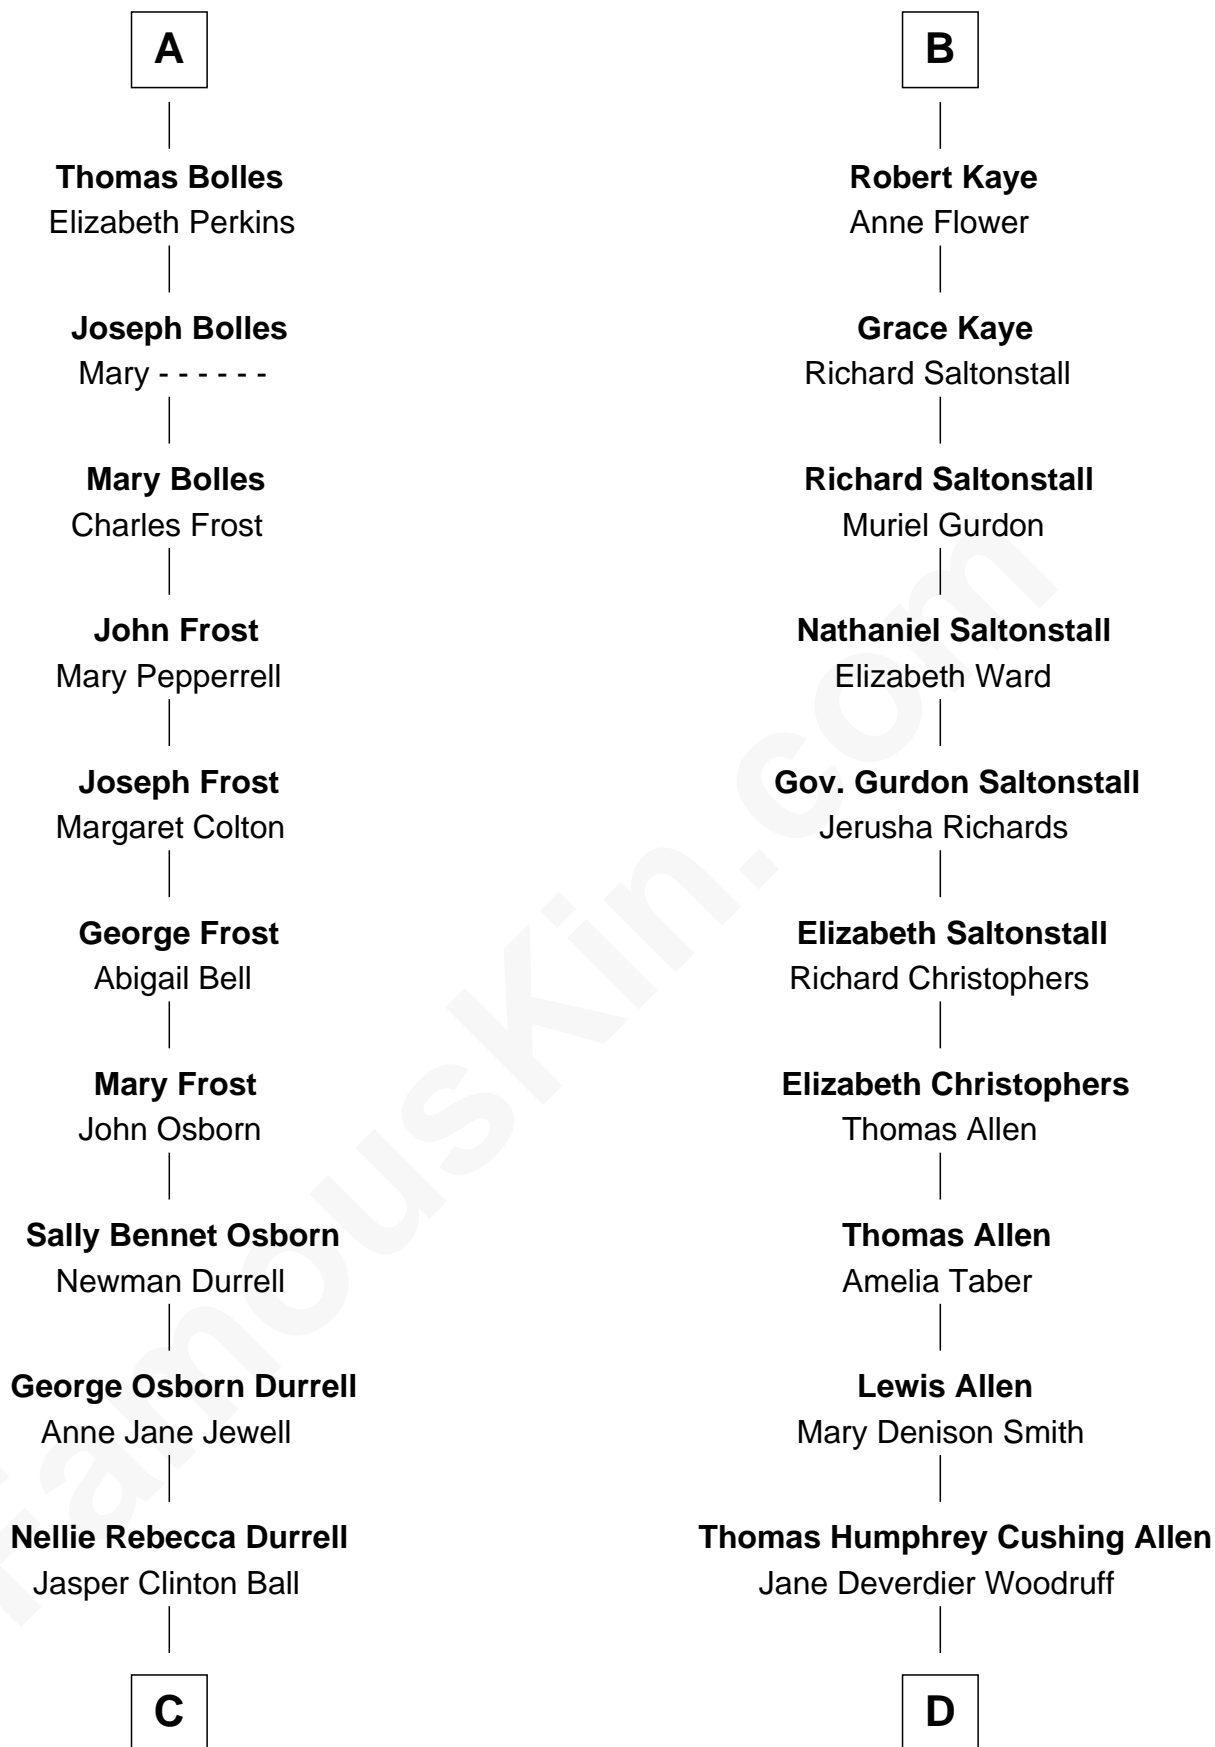 A
Thomas Bolles
Elizabeth Perkins
Joseph Bolles
Mary - - - - - -
Mary Bolles
Charles Frost
John Frost
Mary Pepperrell
Joseph Frost
Margaret Colton
George Frost
Abigail Bell
Mary Frost
John Osborn
Sally Bennet Osborn
Newman Durrell
George Osborn Durrell
Anne Jane Jewell
Nellie Rebecca Durrell
Jasper Clinton Ball
C
B
Robert Kaye
Anne Flower
Grace Kaye
Richard Saltonstall
Richard Saltonstall
Muriel Gurdon
Nathaniel Saltonstall
Elizabeth Ward
Gov. Gurdon Saltonstall
Jerusha Richards
Elizabeth Saltonstall
Richard Christophers
Elizabeth Christophers
Thomas Allen
Thomas Allen
Amelia Taber
Lewis Allen
Mary Denison Smith
Thomas Humphrey Cushing Allen
Jane Deverdier Woodruff
D
FamousKin.com